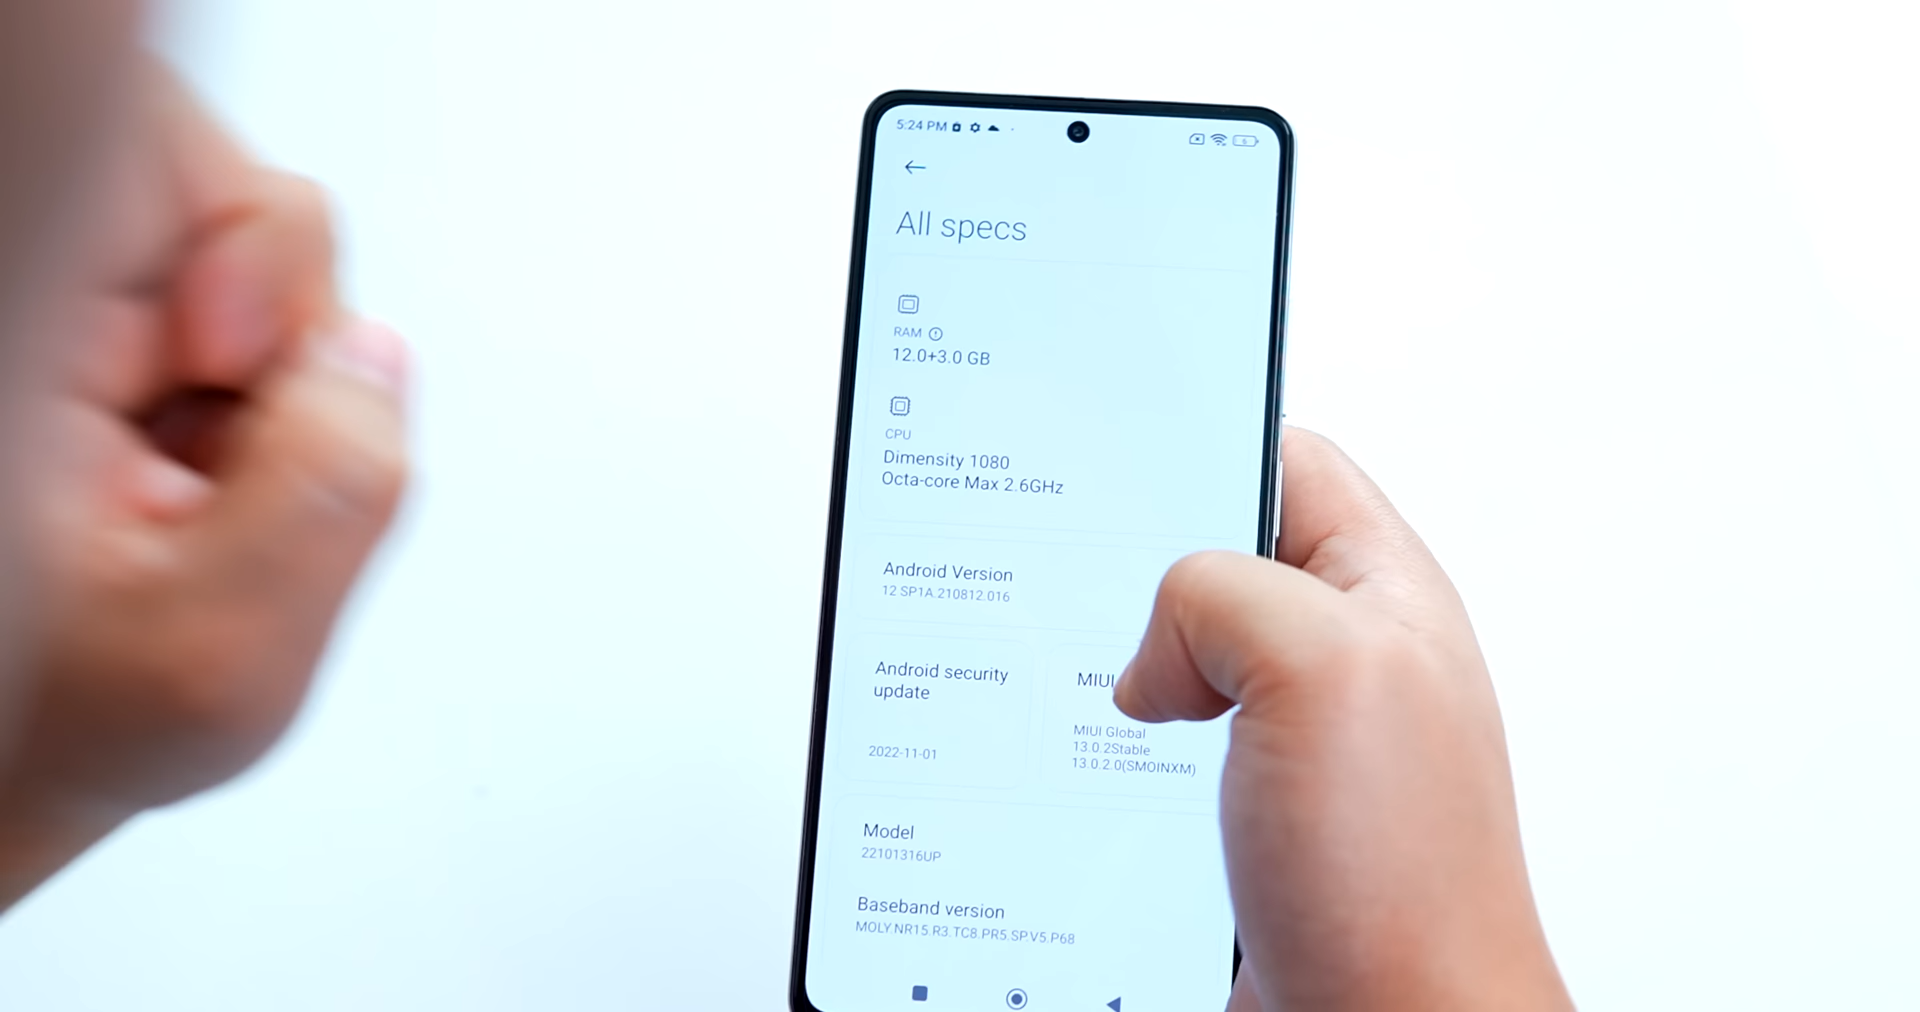 5:24 PM
All specs
RAM
12.0+3.0 GB
CPU
Dimensity 1080
Octa-core Max 2.6GHz
Android Version
12 SP1A.210812.016
Android security
update
2022-11-01
MIUI
MIUI Global
13.0.2Stable
13.0.2.0(SMOINXM)
Model
22101316UP
Baseband version
MOLY.NR15.R3.TC8.PR5.SP.V5.P68